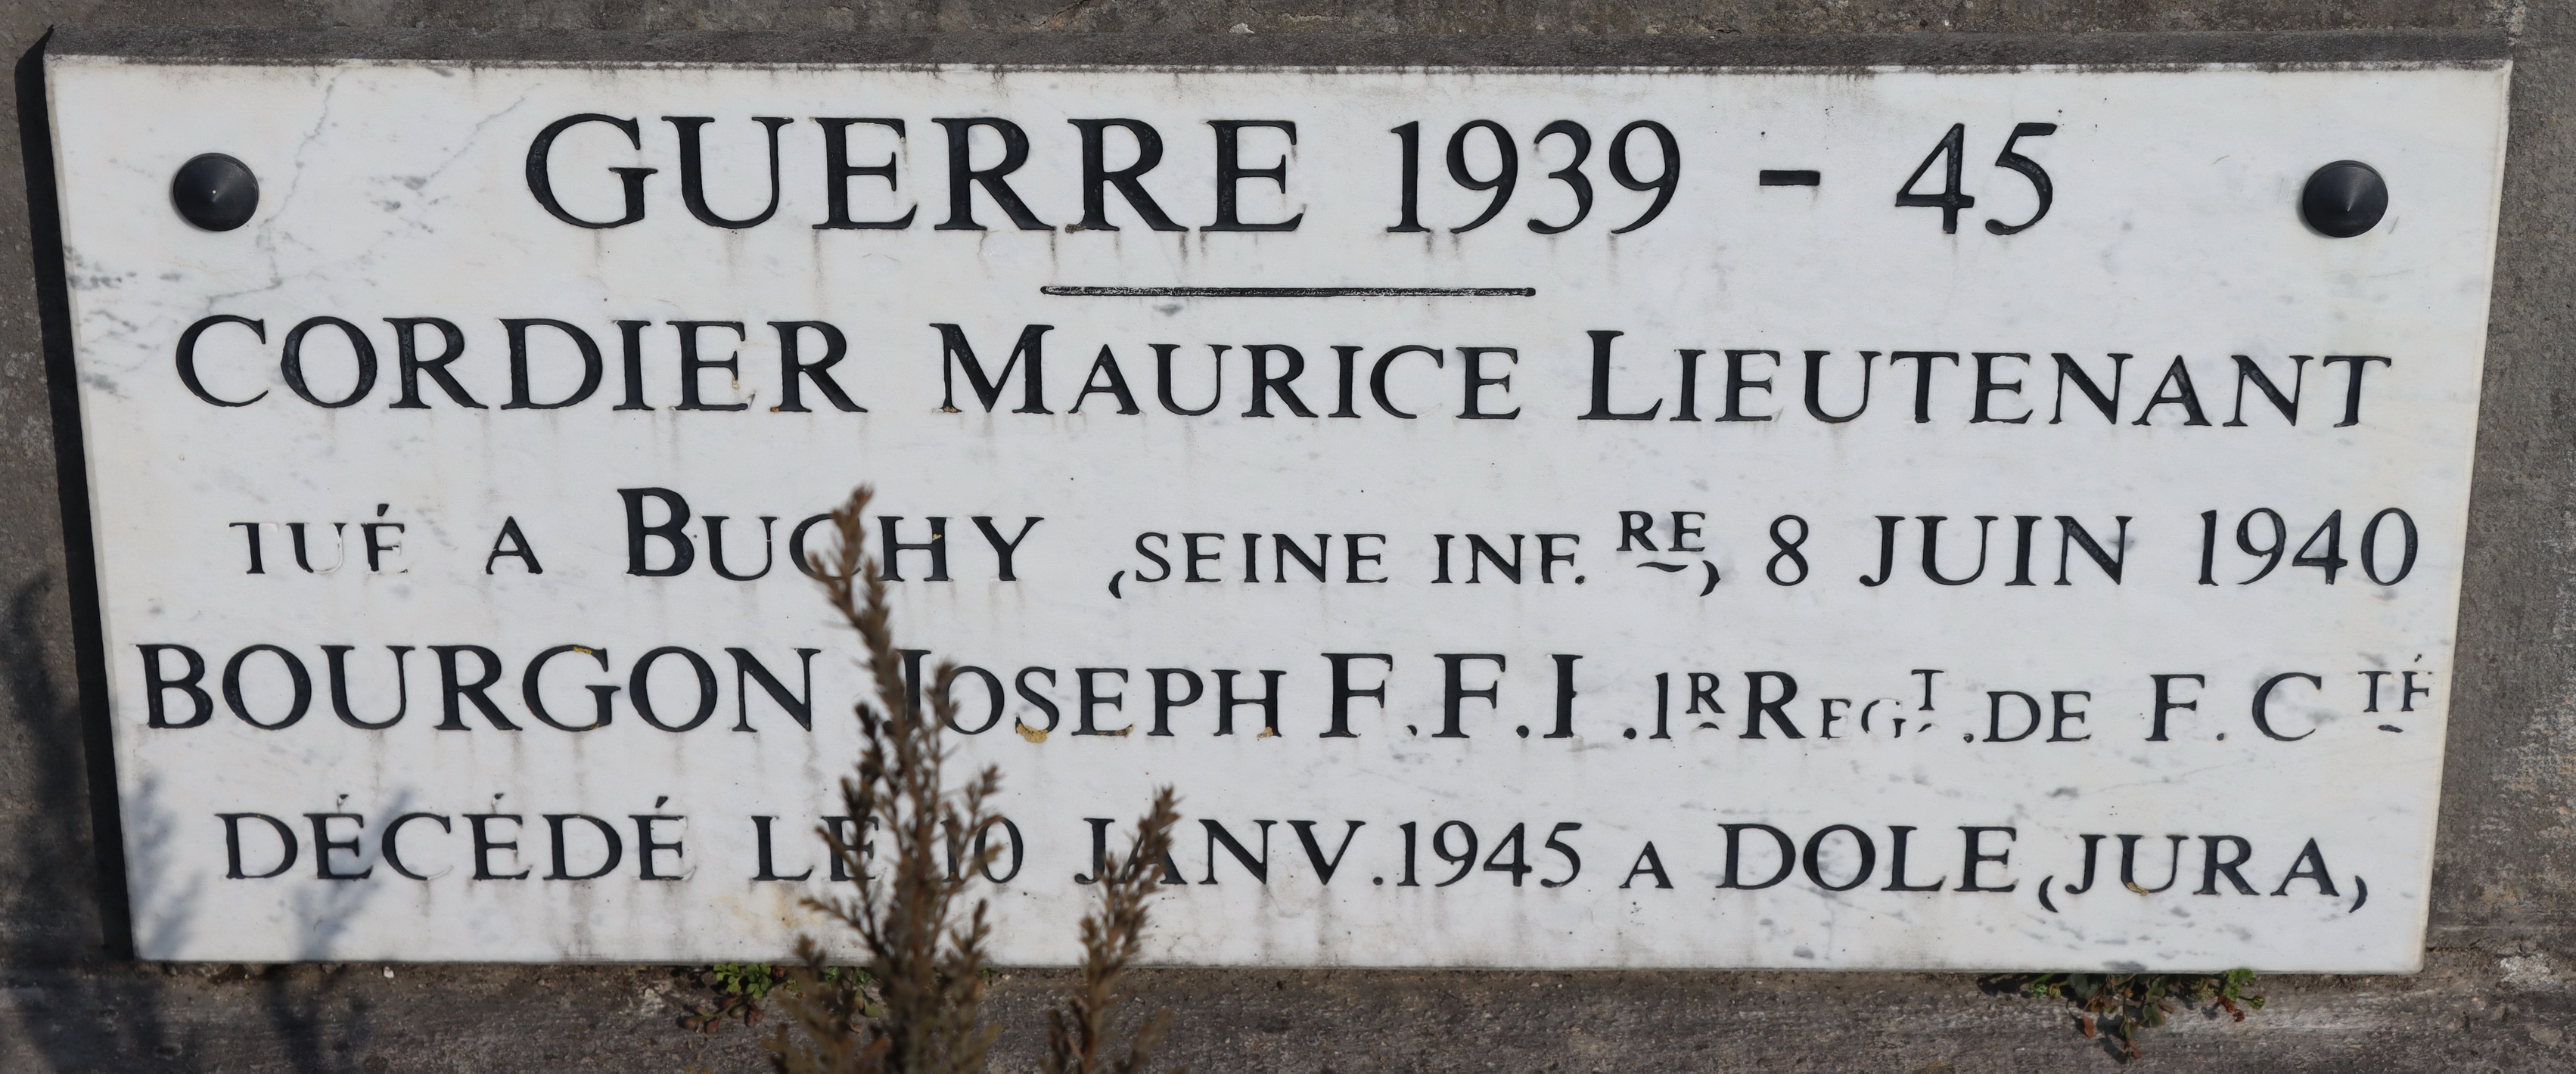 GUERRE 1939 - 45
CORDIER MAURICE LIEUTENANT
TUÉ A BUCHY (SEINE INF.RE) 8 JUIN 1940
BOURGON JOSEPH F.F.I. 1R REGT. DE F. CTÉ
DÉCÉDÉ LE 10 JANV. 1945 A DOLE (JURA)